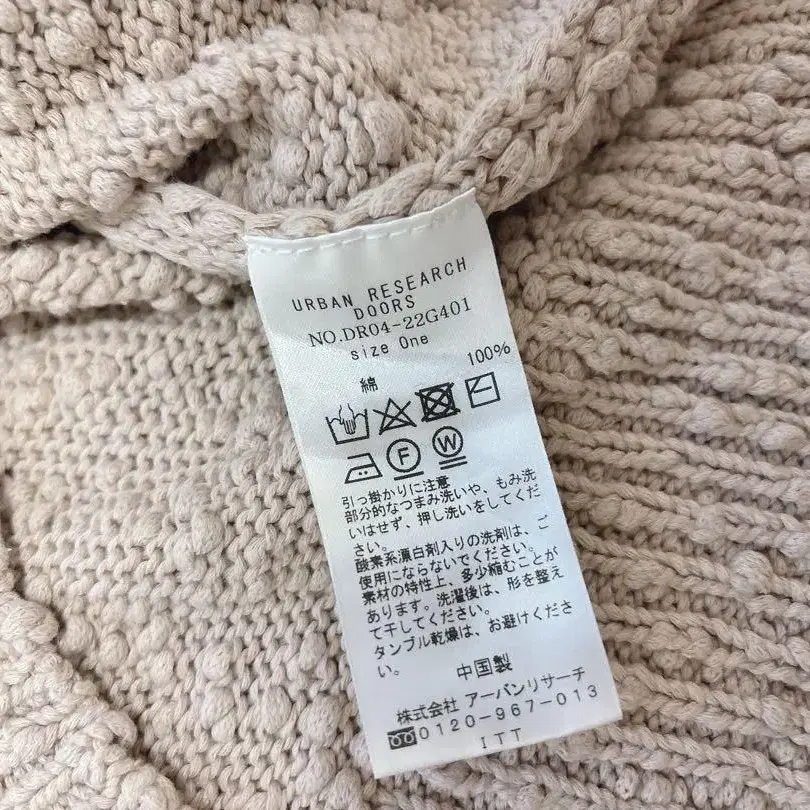 URBAN RESEARCH
DOORS
NO.DR04-22G401
size One
綿 100%
F W
引っ掛かりに注意
部分的なつまみ洗いや、もみ洗
いはせず、押し洗いをしてくだ
さい。
酸素系漂白剤入りの洗剤は、ご
使用にならないでください。
素材の特性上、多少縮むことが
あります。洗濯後は、形を整え
て干してください。
タンブル乾燥は、お避けくださ
い。
中国製
株式会社 アーバンリサーチ
0120-967-013
ITT